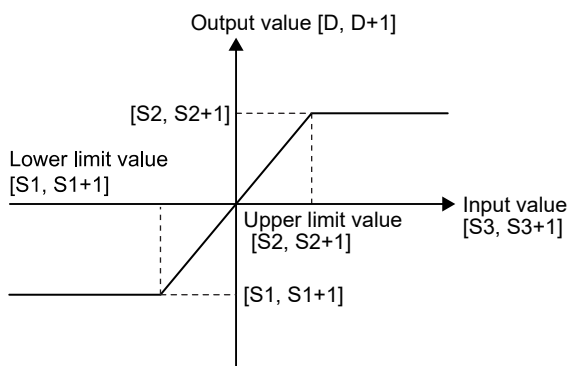 Output value [D, D+1]
[S2, S2+1]
Lower limit value
[S1, S1+1]
Input value
[S3, S3+1]
Upper limit value
[S2, S2+1]
[S1, S1+1]